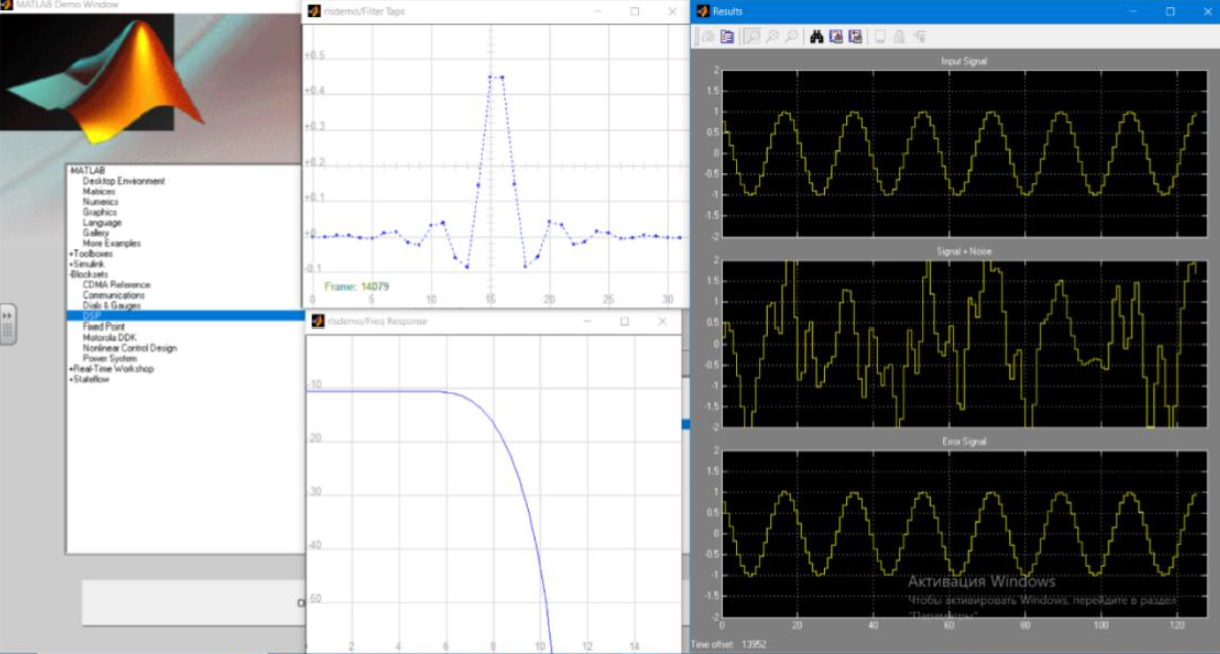 MATLAB Demo Window
-MATLAB
Desktop Environment
Matrices
Numerics
Graphics
Language
Gallery
More Examples
+Toolboxes
+Simulink
-Blocksets
CDMA Reference
Communications
Dials & Gauges
DSP
Fixed Point
Motorola DDK
Nonlinear Control Design
Power System
+Real-Time Workshop
+Stateflow
rlsdemo/Filter Taps
+0.5
+0.4
+0.3
+0.2
+0.1
+0
-0.1
Frame: 14079
0 5 10 15 20 25 30
rlsdemo/Freq Response
-10
-20
-30
-40
-50
2 4 6 8 10 12 14
Results
Input Signal
2
1.5
1
0.5
0
-0.5
-1
-1.5
-2
Signal + Noise
2
1.5
1
0.5
0
-0.5
-1
-1.5
-2
Error Signal
2
1.5
1
0.5
0
-0.5
-1
-1.5
-2
0 20 40 60 80 100 120
Time offset: 13952
Активация Windows
Чтобы активировать Windows, перейдите в раздел
"Параметры".